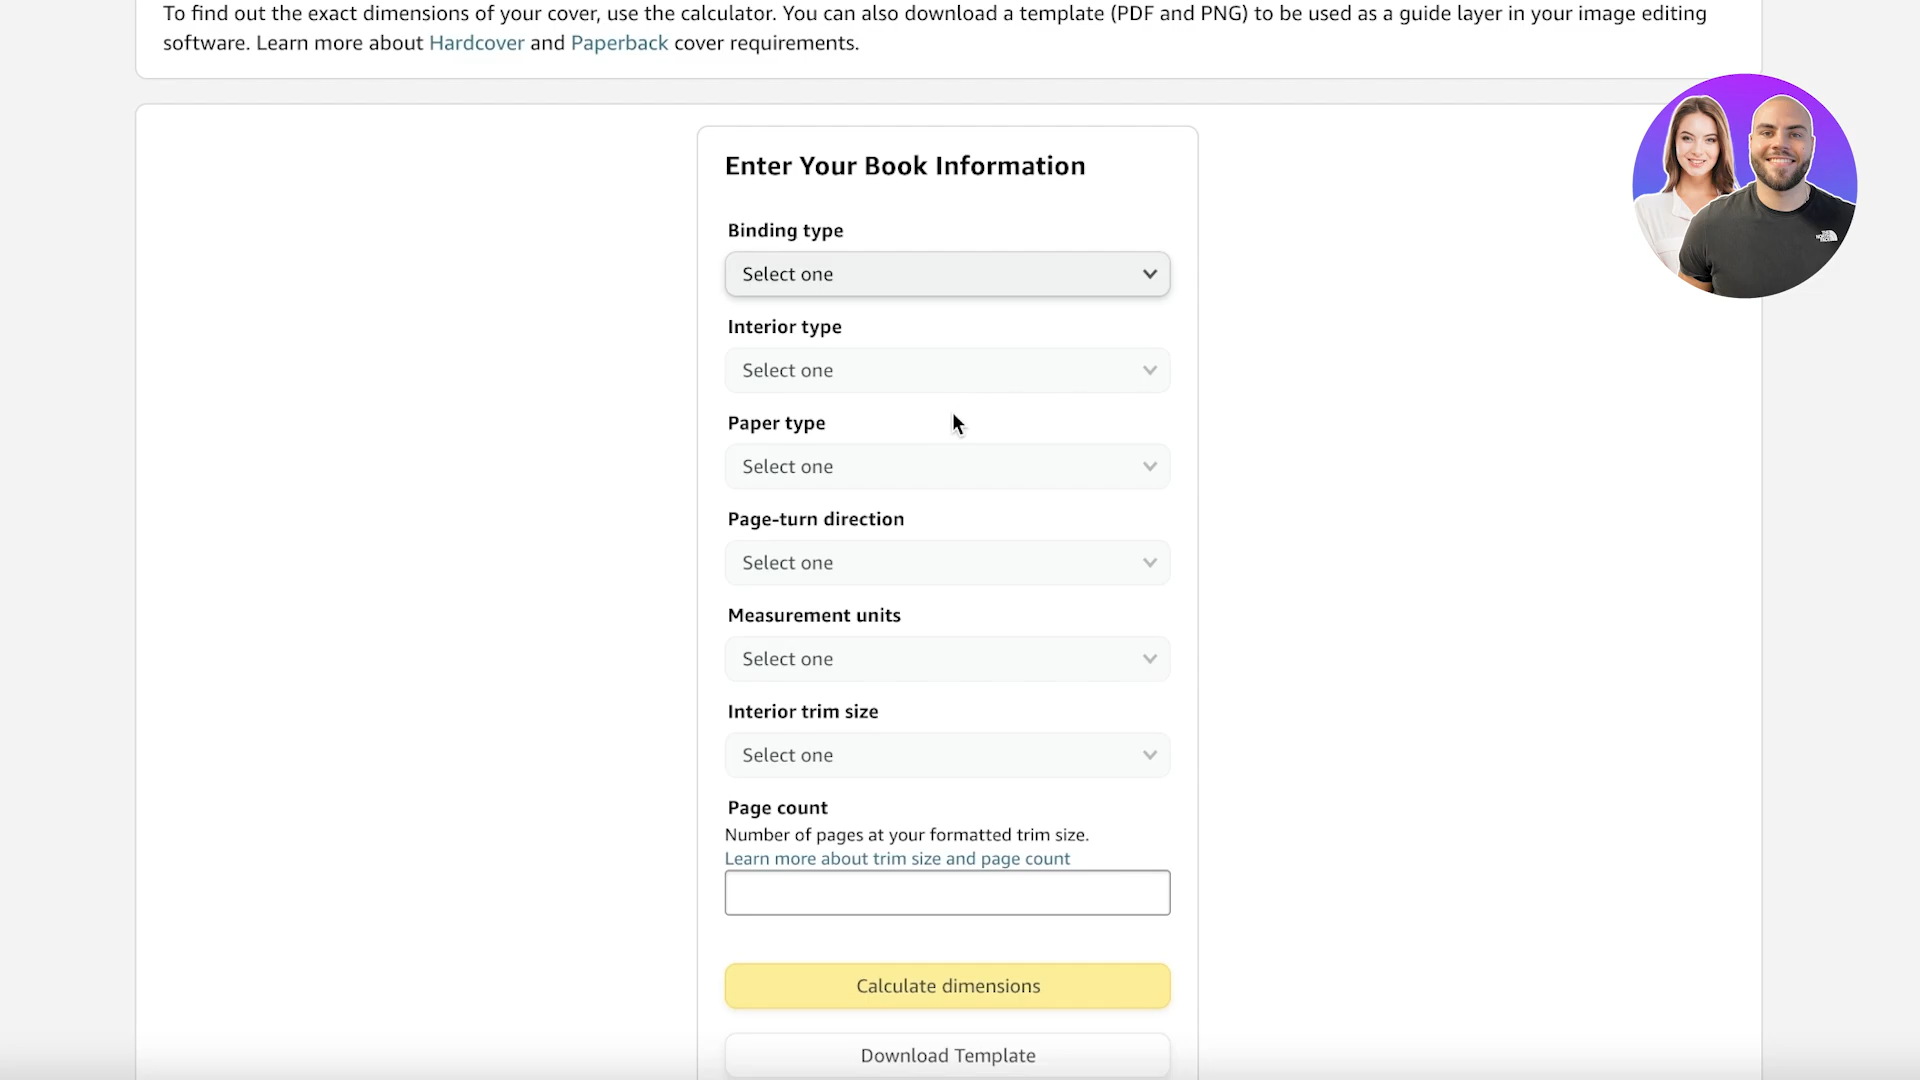 To find out the exact dimensions of your cover, use the calculator. You can also download a template (PDF and PNG) to be used as a guide layer in your image editing
software. Learn more about Hardcover and Paperback cover requirements.
Enter Your Book Information
Binding type
Select one
Interior type
Select one
Paper type
Select one
Page-turn direction
Select one
Measurement units
Select one
Interior trim size
Select one
Page count
Number of pages at your formatted trim size.
Learn more about trim size and page count
Calculate dimensions
Download Template